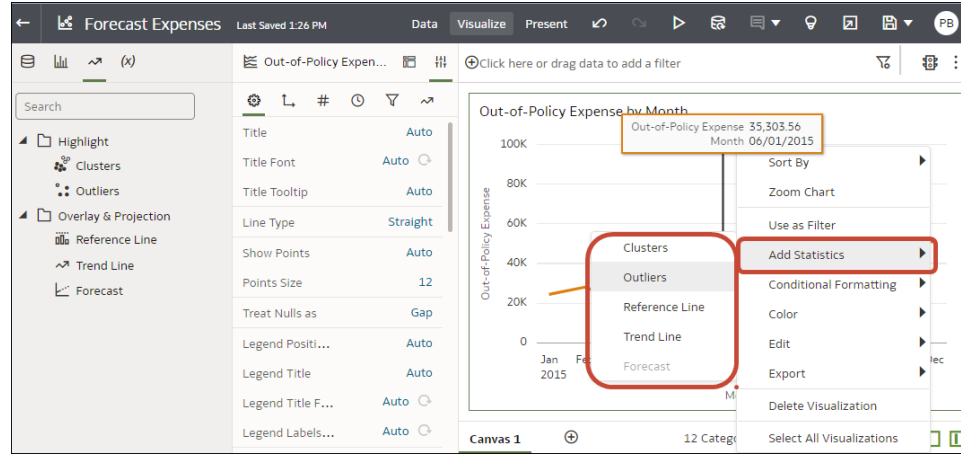 Forecast Expenses Last Saved 1:26 PM Data Visualize Present PB
(x) Out-of-Policy Expen... Click here or drag data to add a filter
Search
Highlight
Clusters
Outliers
Overlay & Projection
Reference Line
Trend Line
Forecast
Title Auto
Title Font Auto
Title Tooltip Auto
Line Type Straight
Show Points Auto
Points Size 12
Treat Nulls as Gap
Legend Positi... Auto
Legend Title Auto
Legend Title F... Auto
Legend Labels... Auto
Out-of-Policy Expense by Month
Out-of-Policy Expense 35,303.56
Month 06/01/2015
100K
80K
60K
40K
20K
0
Out-of-Policy Expense
Jan
2015
Clusters
Outliers
Reference Line
Trend Line
Forecast
Sort By
Zoom Chart
Use as Filter
Add Statistics
Conditional Formatting
Color
Edit
Export
Delete Visualization
Select All Visualizations
Canvas 1 12 Categ